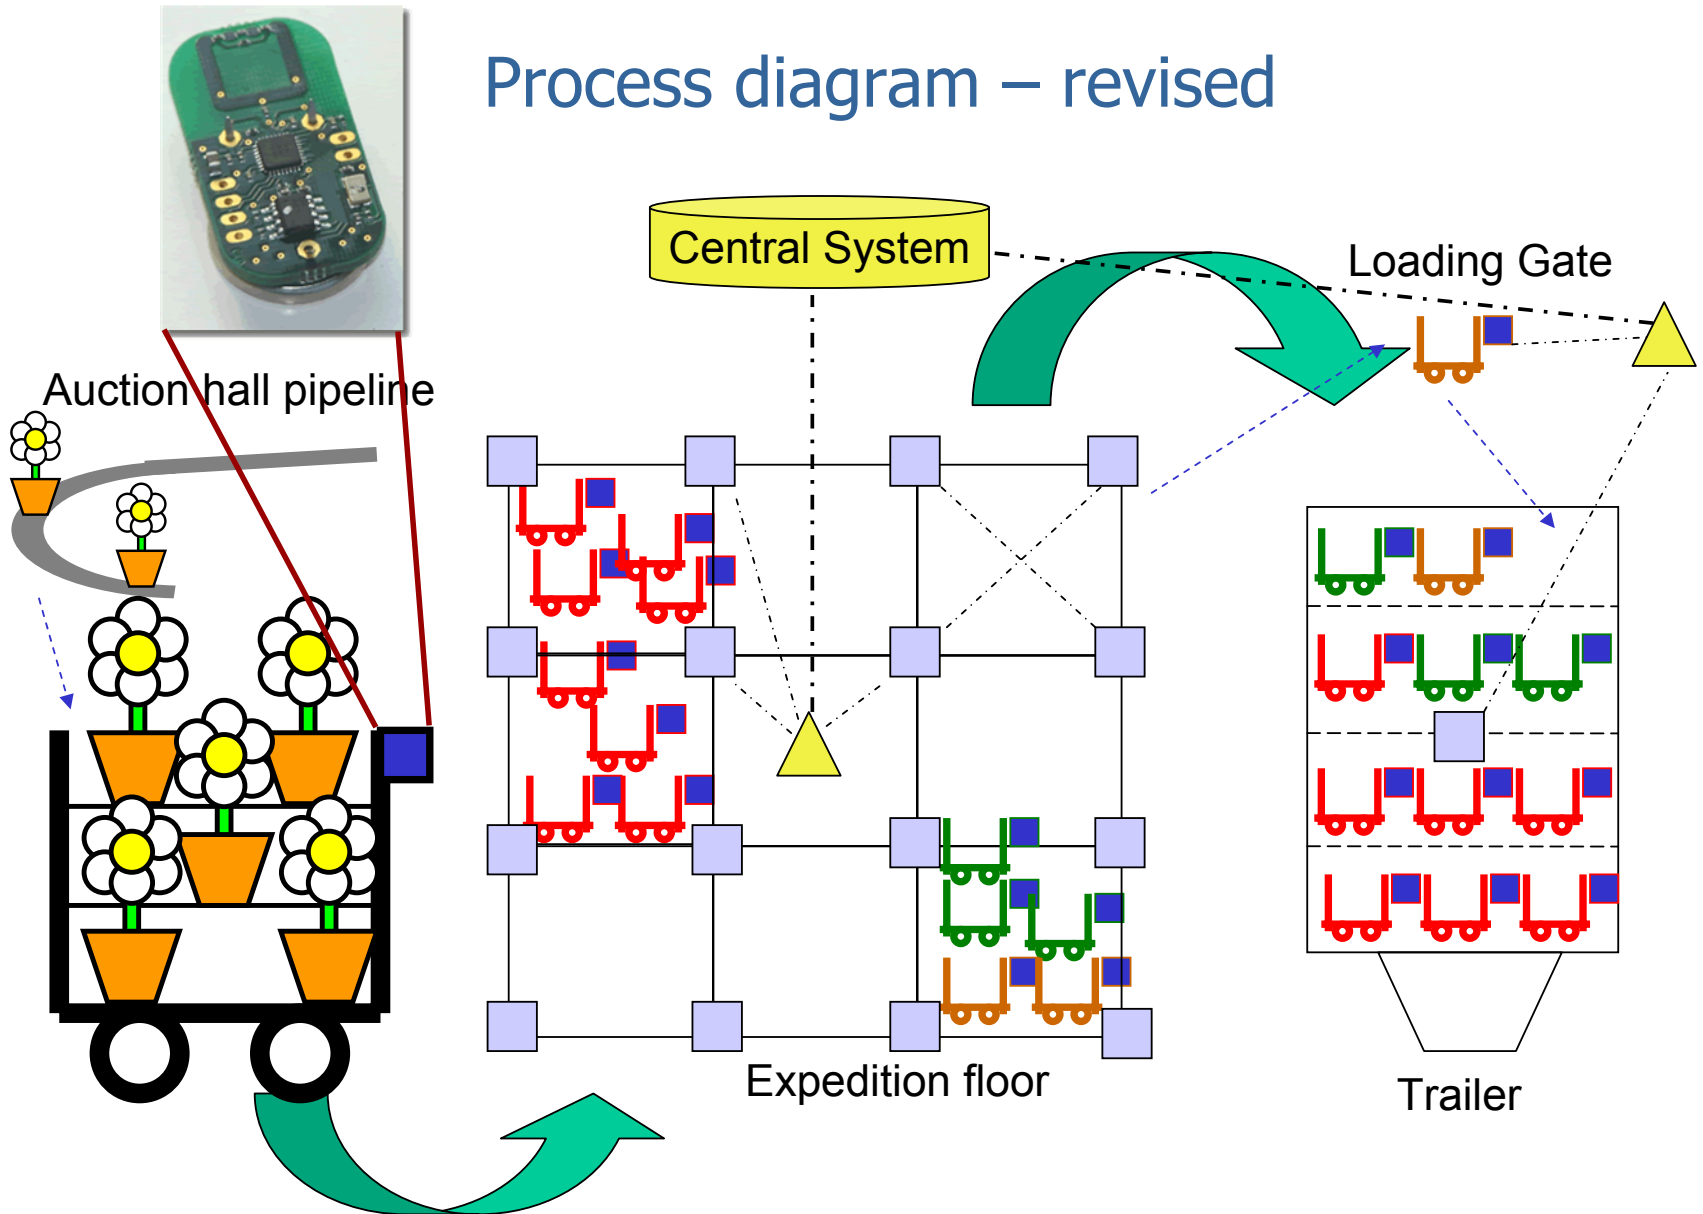 Process diagram – revised
Central System
Loading Gate
Auction hall pipeline
Expedition floor
Trailer